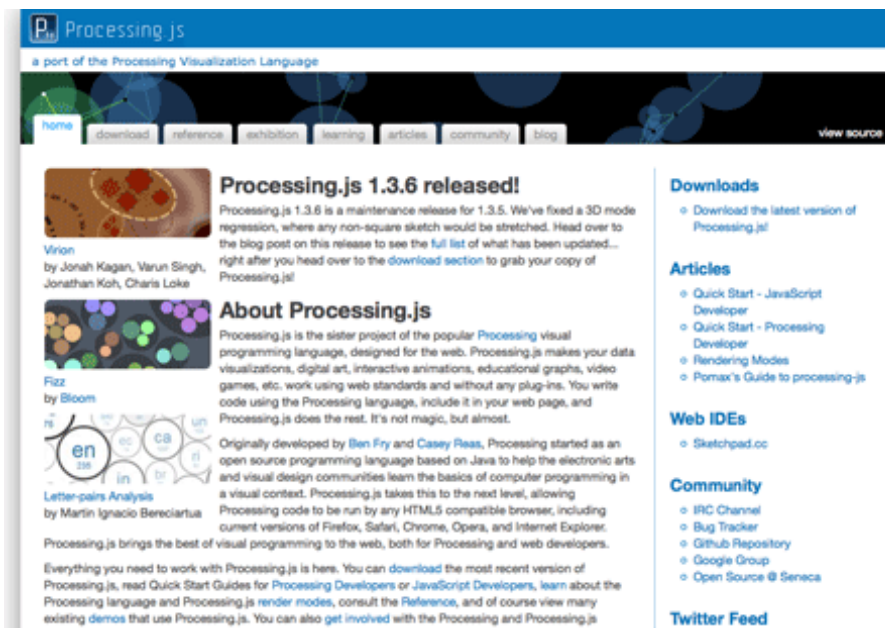 Processing.js
a port of the Processing Visualization Language
home
download
reference
exhibition
learning
articles
community
blog
view source
Virion
by Jonah Kagan, Varun Singh,
Jonathan Koh, Charis Loke
Fizz
by Bloom
en
ec
ca
un
ri
in
br
Letter-pairs Analysis
by Martin Ignacio Bereciartua
Processing.js 1.3.6 released!
Processing.js 1.3.6 is a maintenance release for 1.3.5. We've fixed a 3D mode
regression, where any non-square sketch would be stretched. Head over to
the blog post on this release to see the full list of what has been updated...
right after you head over to the download section to grab your copy of
Processing.js!
About Processing.js
Processing.js is the sister project of the popular Processing visual
programming language, designed for the web. Processing.js makes your data
visualizations, digital art, interactive animations, educational graphs, video
games, etc. work using web standards and without any plug-ins. You write
code using the Processing language, include it in your web page, and
Processing.js does the rest. It's not magic, but almost.
Originally developed by Ben Fry and Casey Reas, Processing started as an
open source programming language based on Java to help the electronic arts
and visual design communities learn the basics of computer programming in
a visual context. Processing.js takes this to the next level, allowing
Processing code to be run by any HTML5 compatible browser, including
current versions of Firefox, Safari, Chrome, Opera, and Internet Explorer.
Processing.js brings the best of visual programming to the web, both for Processing and web developers.
Everything you need to work with Processing.js is here. You can download the most recent version of
Processing.js, read Quick Start Guides for Processing Developers or JavaScript Developers, learn about the
Processing language and Processing.js render modes, consult the Reference, and of course view many
existing demos that use Processing.js. You can also get involved with the Processing and Processing.js
Downloads
Download the latest version of
Processing.js!
Articles
Quick Start - JavaScript
Developer
Quick Start - Processing
Developer
Rendering Modes
Pomax's Guide to processing-js
Web IDEs
Sketchpad.cc
Community
IRC Channel
Bug Tracker
Github Repository
Google Group
Open Source @ Seneca
Twitter Feed